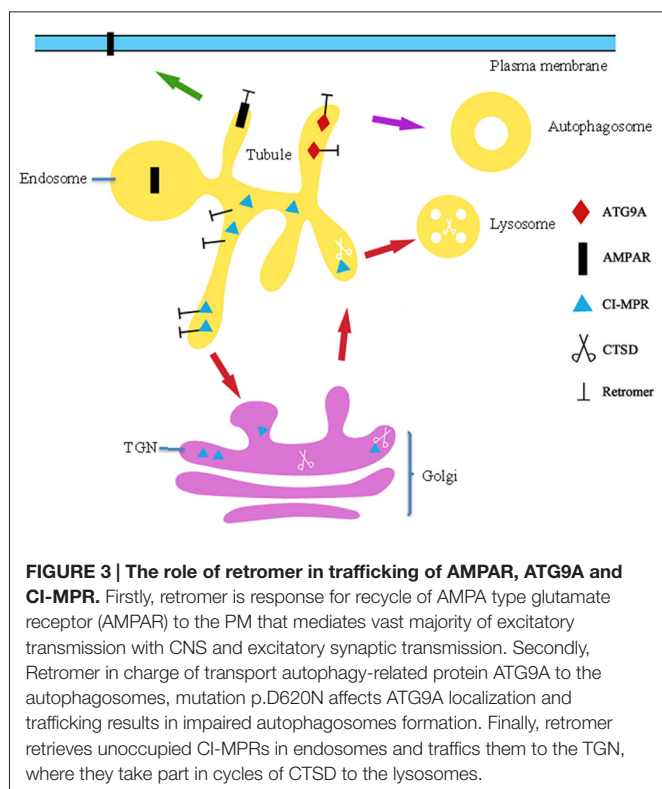 Plasma membrane
Autophagosome
Tubule
Endosome
Lysosome
ATG9A
AMPAR
CI-MPR
CTSD
Retromer
TGN
Golgi
FIGURE 3 | The role of retromer in trafficking of AMPAR, ATG9A and
CI-MPR. Firstly, retromer is response for recycle of AMPA type glutamate
receptor (AMPAR) to the PM that mediates vast majority of excitatory
transmission with CNS and excitatory synaptic transmission. Secondly,
Retromer in charge of transport autophagy-related protein ATG9A to the
autophagosomes, mutation p.D620N affects ATG9A localization and
trafficking results in impaired autophagosomes formation. Finally, retromer
retrieves unoccupied CI-MPRs in endosomes and traffics them to the TGN,
where they take part in cycles of CTSD to the lysosomes.